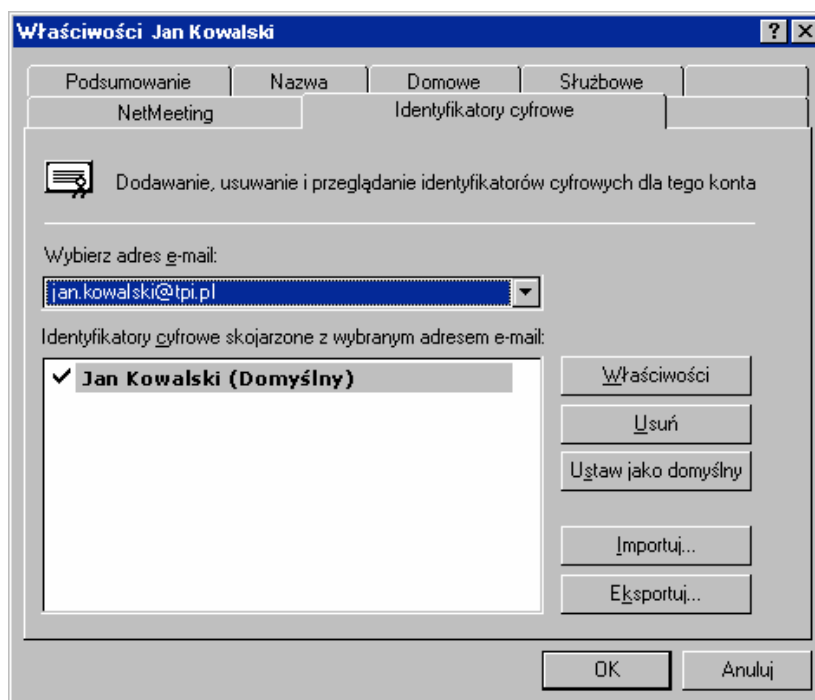 Właściwości Jan Kowalski
Podsumowanie Nazwa Domowe Służbowe
NetMeeting Identyfikatory cyfrowe
Dodawanie, usuwanie i przeglądanie identyfikatorów cyfrowych dla tego konta
Wybierz adres e-mail:
jan.kowalski@tpi.pl
Identyfikatory cyfrowe skojarzone z wybranym adresem e-mail:
Jan Kowalski (Domyślny)
Właściwości
Usuń
Ustaw jako domyślny
Importuj...
Eksportuj...
OK Anuluj